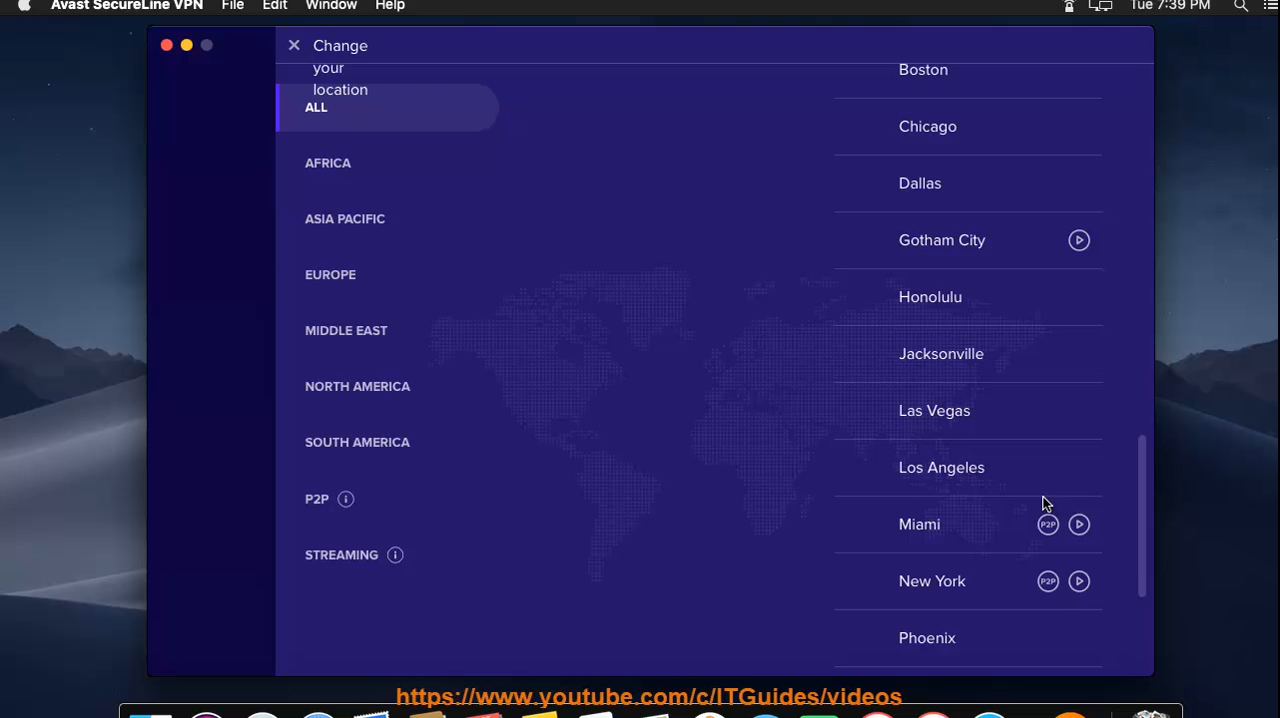 Avast SecureLine VPN File Edit Window Help Tue 7:39 PM
Change
your
location
ALL
AFRICA
ASIA PACIFIC
EUROPE
MIDDLE EAST
NORTH AMERICA
SOUTH AMERICA
P2P
STREAMING
Boston
Chicago
Dallas
Gotham City
Honolulu
Jacksonville
Las Vegas
Los Angeles
Miami P2P
New York P2P
Phoenix
https://www.youtube.com/c/ITGuides/videos